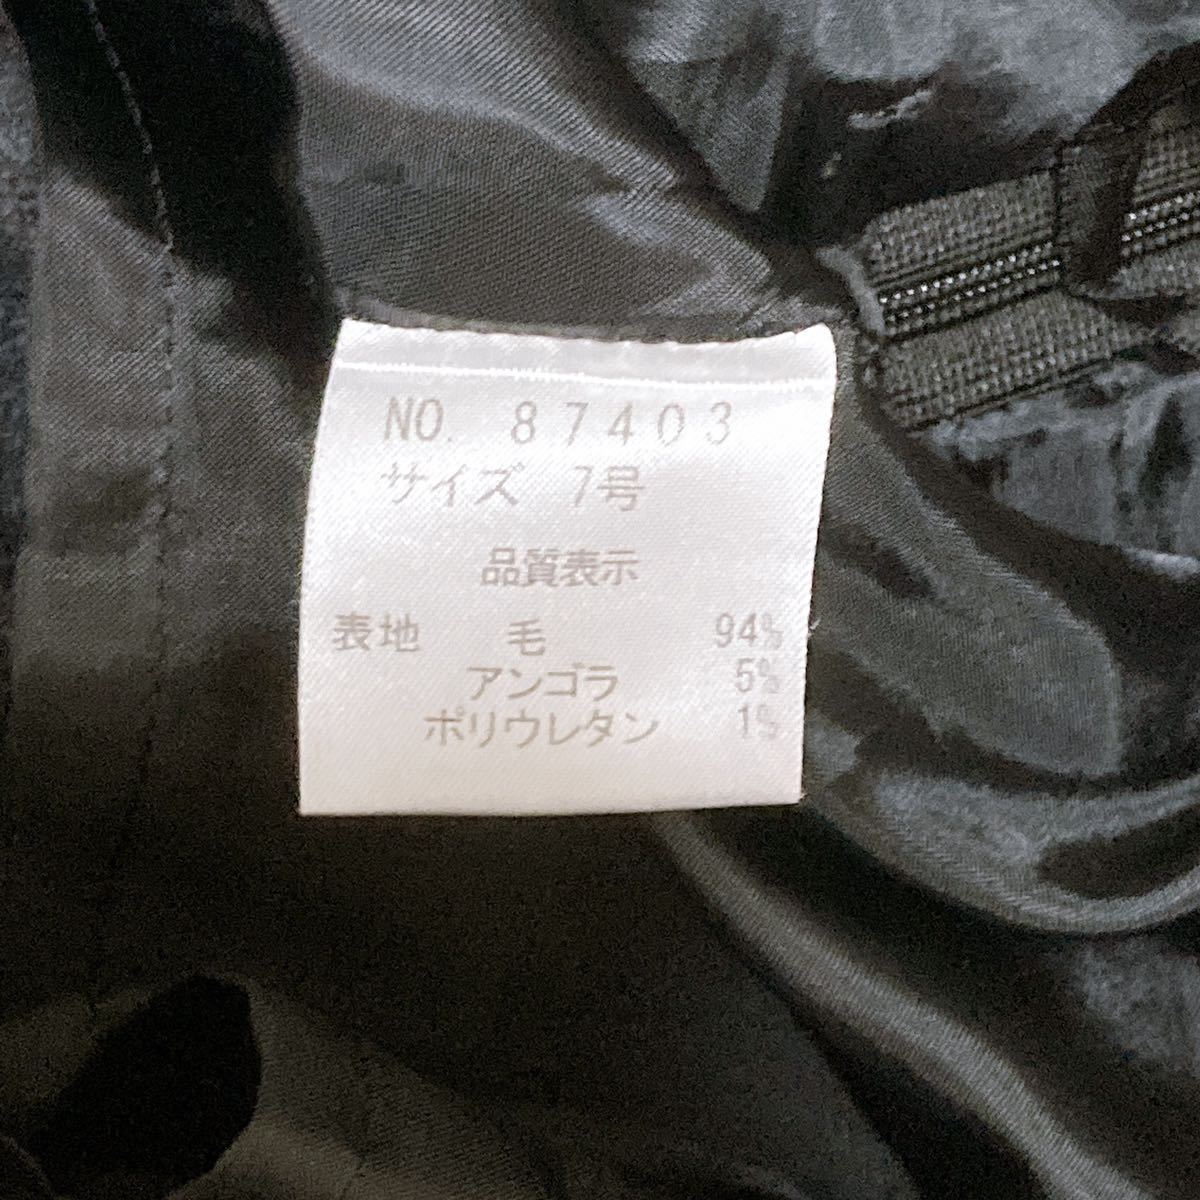 NO. 87403
サイズ 7号
品質表示
表地 毛 94%
アンゴラ 5%
ポリウレタン 1%